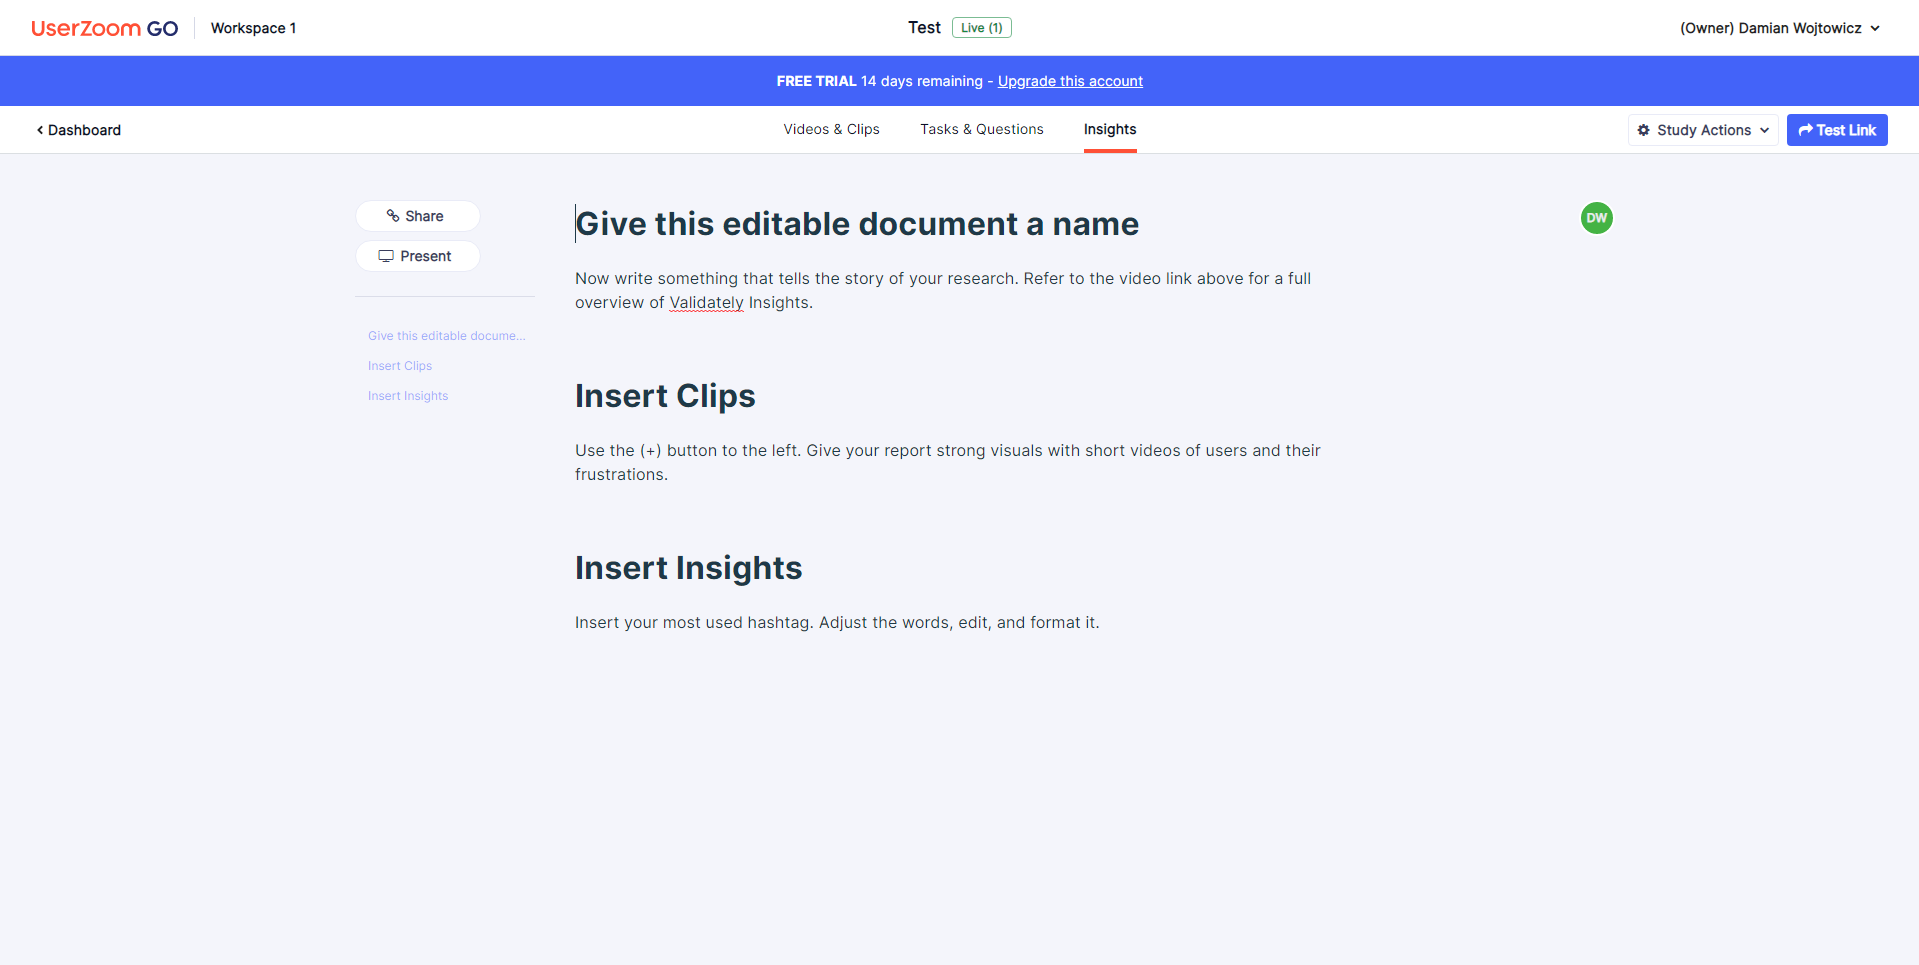 UserZoom GO
Workspace 1
Test
Live (1)
(Owner) Damian Wojtowicz
FREE TRIAL 14 days remaining - Upgrade this account
Dashboard
Videos & Clips
Tasks & Questions
Insights
Study Actions
Test Link
Share
Present
Give this editable docume...
Insert Clips
Insert Insights
Give this editable document a name
Now write something that tells the story of your research. Refer to the video link above for a full
overview of Validately Insights.
Insert Clips
Use the (+) button to the left. Give your report strong visuals with short videos of users and their
frustrations.
Insert Insights
Insert your most used hashtag. Adjust the words, edit, and format it.
DW